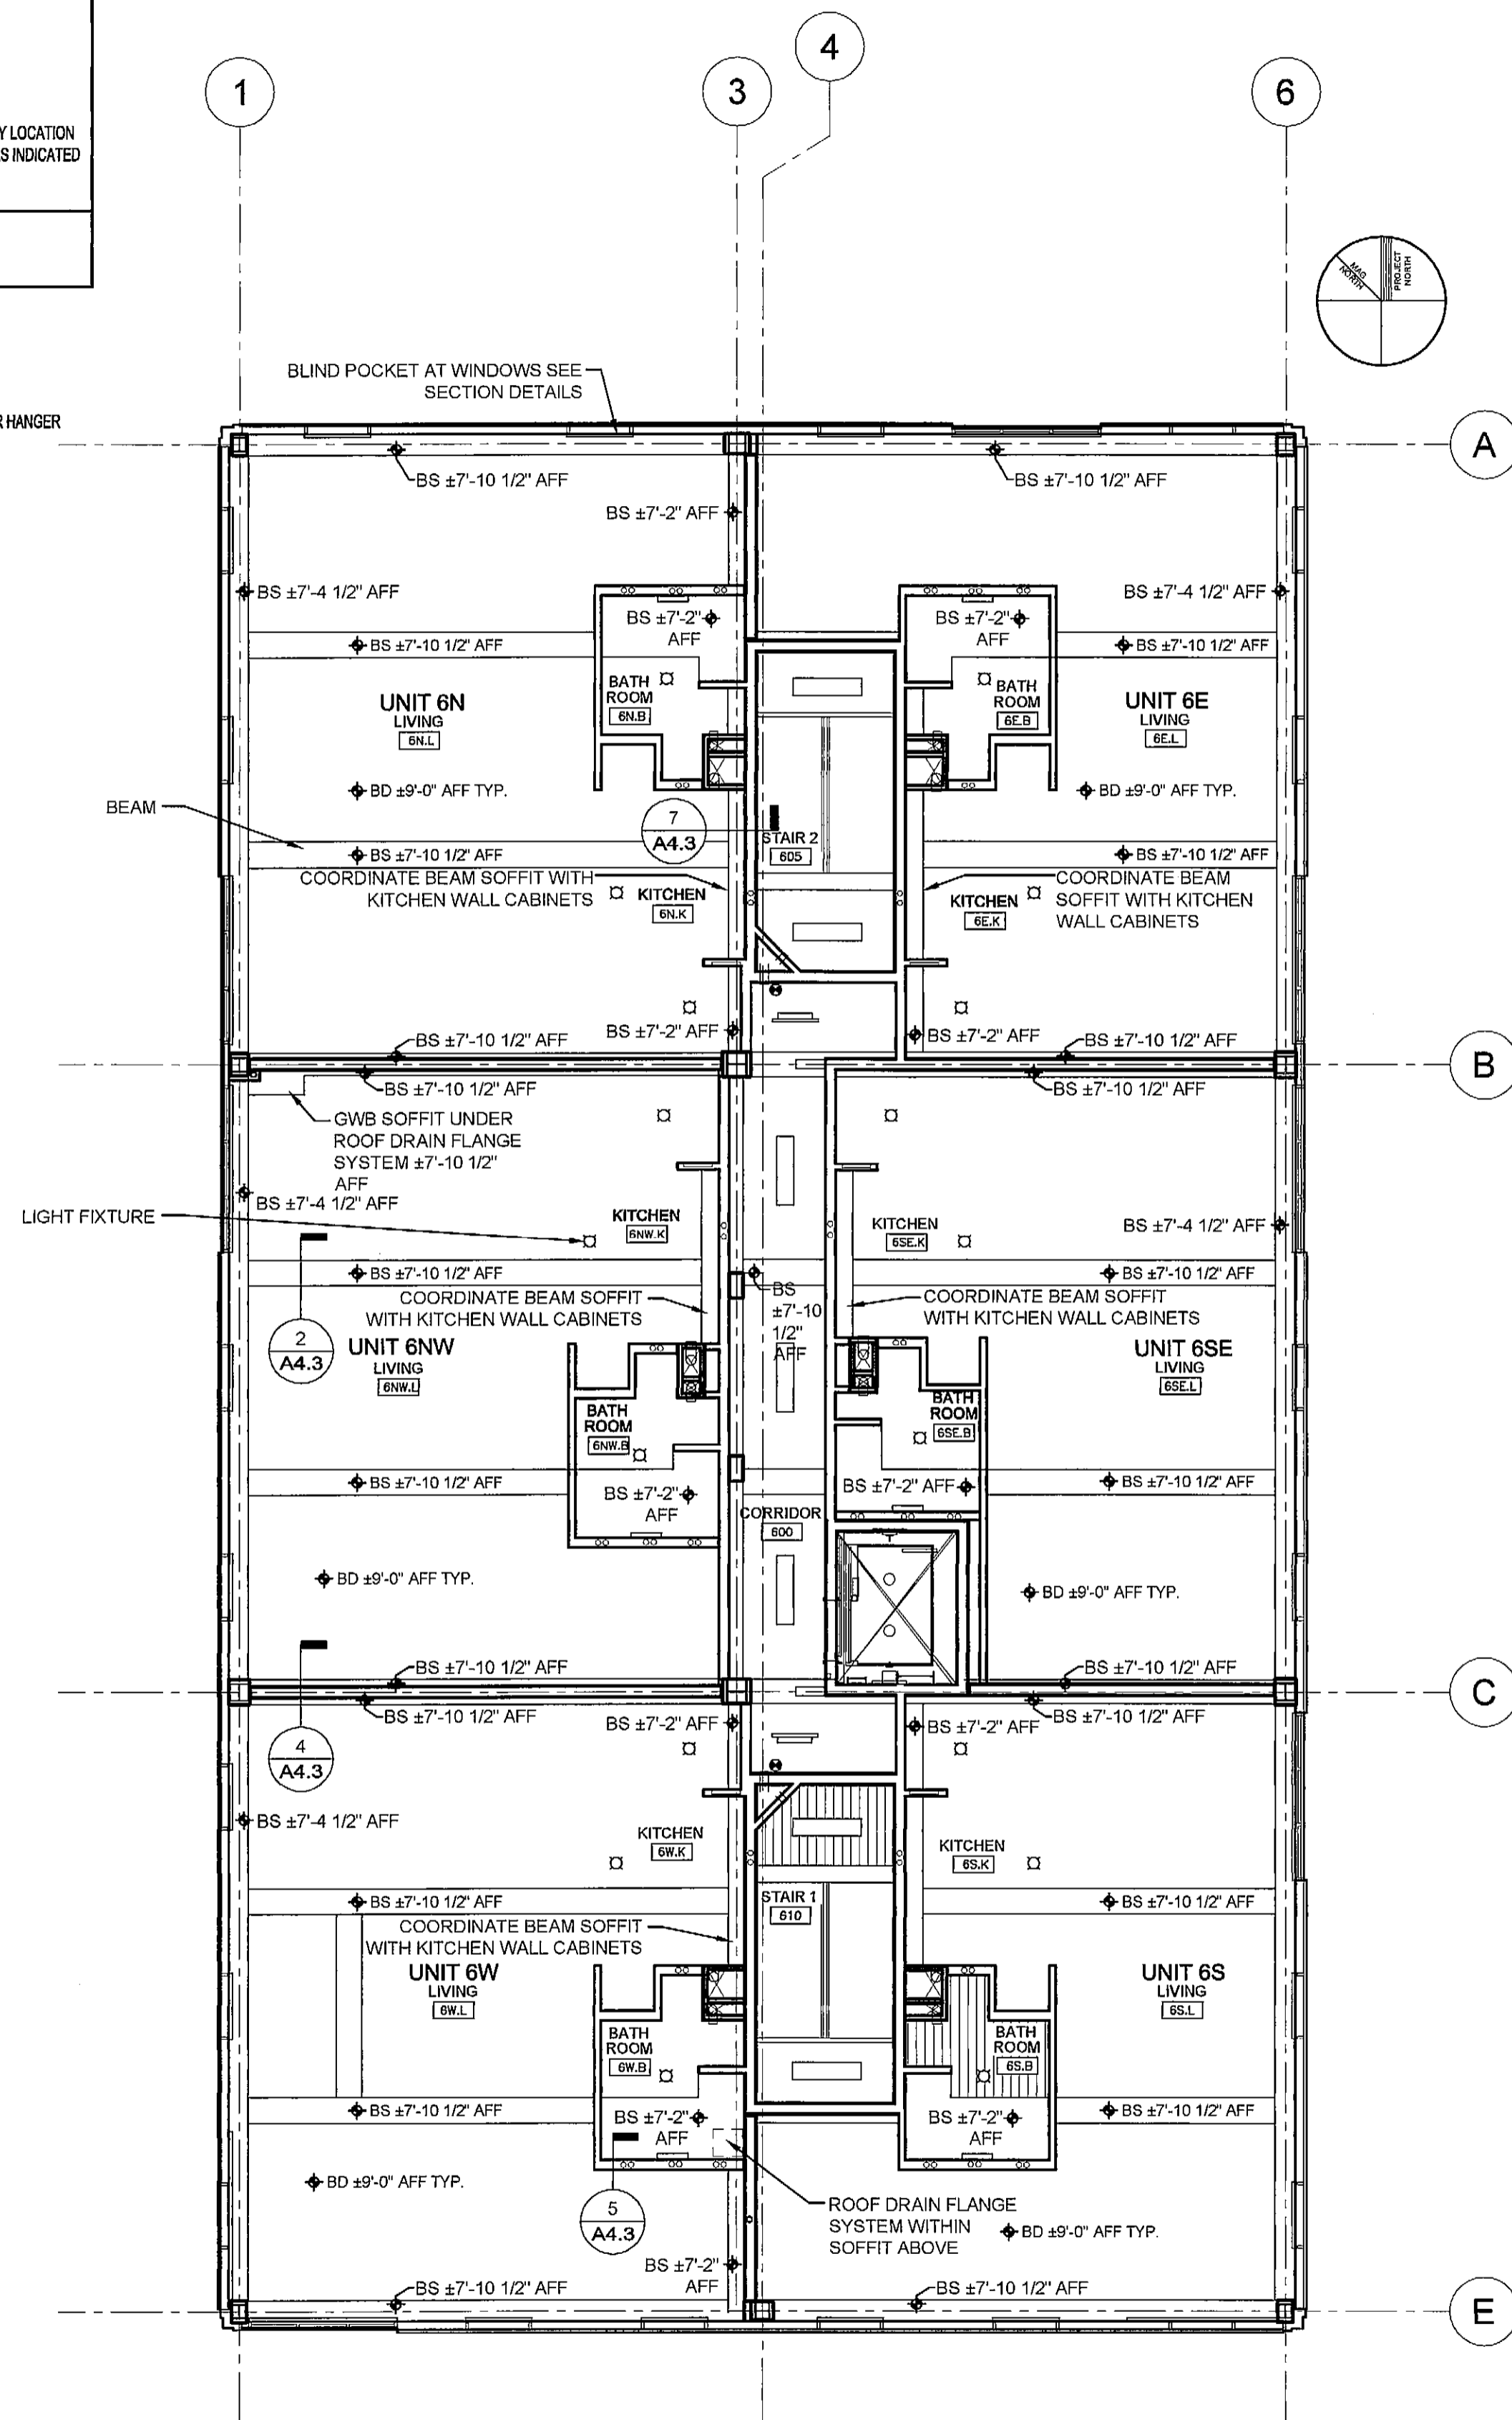 4
1
3
6
Y LOCATION
S INDICATED
MAG
NORTH
PROJECT
NORTH
BLIND POCKET AT WINDOWS SEE
SECTION DETAILS
R HANGER
A
BS ±7'-10 1/2" AFF
BS ±7'-10 1/2" AFF
BS ±7'-2" AFF
BS ±7'-4 1/2" AFF
BS ±7'-4 1/2" AFF
BS ±7'-2"
AFF
BS ±7'-2"
AFF
BS ±7'-10 1/2" AFF
BS ±7'-10 1/2" AFF
UNIT 6N
LIVING
6N.L
BATH
ROOM
6N.B
BATH
ROOM
6E.B
UNIT 6E
LIVING
6E.L
BD ±9'-0" AFF TYP.
BD ±9'-0" AFF TYP.
BEAM
7
A4.3
STAIR 2
605
BS ±7'-10 1/2" AFF
BS ±7'-10 1/2" AFF
COORDINATE BEAM SOFFIT WITH
KITCHEN WALL CABINETS
KITCHEN
6N.K
KITCHEN
6E.K
COORDINATE BEAM
SOFFIT WITH KITCHEN
WALL CABINETS
BS ±7'-10 1/2" AFF
BS ±7'-2" AFF
BS ±7'-2" AFF
BS ±7'-10 1/2" AFF
B
BS ±7'-10 1/2" AFF
BS ±7'-10 1/2" AFF
GWB SOFFIT UNDER
ROOF DRAIN FLANGE
SYSTEM ±7'-10 1/2"
AFF
BS ±7'-4 1/2" AFF
LIGHT FIXTURE
KITCHEN
6NW.K
KITCHEN
6SE.K
BS ±7'-4 1/2" AFF
BS ±7'-10 1/2" AFF
BS
±7'-10
1/2"
AFF
BS ±7'-10 1/2" AFF
COORDINATE BEAM SOFFIT
WITH KITCHEN WALL CABINETS
COORDINATE BEAM SOFFIT
WITH KITCHEN WALL CABINETS
2
A4.3
UNIT 6NW
LIVING
6NW.L
UNIT 6SE
LIVING
6SE.L
BATH
ROOM
6NW.B
BATH
ROOM
6SE.B
BS ±7'-10 1/2" AFF
BS ±7'-2"
AFF
BS ±7'-2" AFF
BS ±7'-10 1/2" AFF
CORRIDOR
600
BD ±9'-0" AFF TYP.
BD ±9'-0" AFF TYP.
BS ±7'-10 1/2" AFF
BS ±7'-10 1/2" AFF
C
BS ±7'-10 1/2" AFF
BS ±7'-2" AFF
BS ±7'-2" AFF
BS ±7'-10 1/2" AFF
4
A4.3
BS ±7'-4 1/2" AFF
KITCHEN
6W.K
KITCHEN
6S.K
BS ±7'-10 1/2" AFF
STAIR 1
610
BS ±7'-10 1/2" AFF
COORDINATE BEAM SOFFIT
WITH KITCHEN WALL CABINETS
UNIT 6W
LIVING
6W.L
UNIT 6S
LIVING
6S.L
BATH
ROOM
6W.B
BATH
ROOM
6S.B
BS ±7'-10 1/2" AFF
BS ±7'-2"
AFF
BS ±7'-2"
AFF
BS ±7'-10 1/2" AFF
BD ±9'-0" AFF TYP.
5
A4.3
ROOF DRAIN FLANGE
SYSTEM WITHIN
SOFFIT ABOVE
BD ±9'-0" AFF TYP.
BS ±7'-2"
AFF
BS ±7'-10 1/2" AFF
BS ±7'-10 1/2" AFF
E